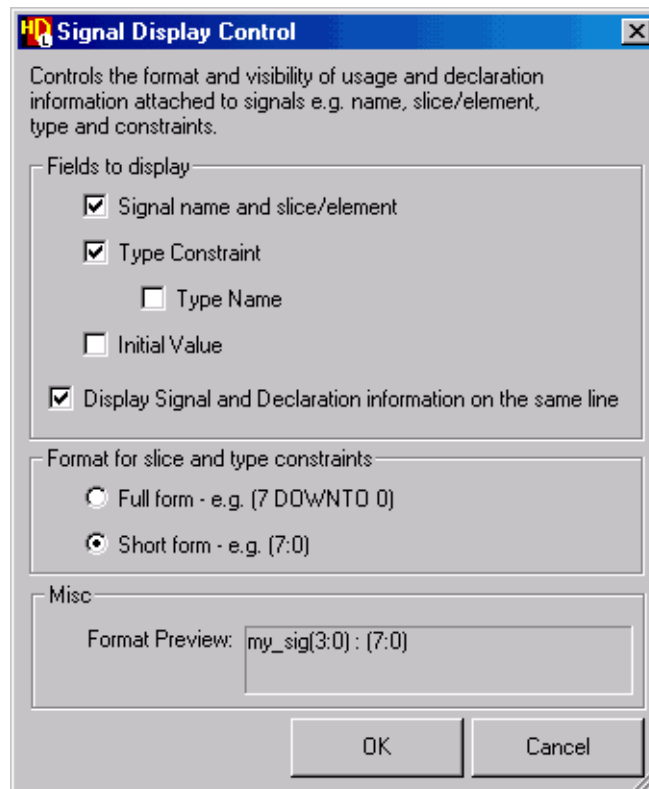 HD L Signal Display Control
Controls the format and visibility of usage and declaration
information attached to signals e.g. name, slice/element,
type and constraints.
Fields to display
Signal name and slice/element
Type Constraint
Type Name
Initial Value
Display Signal and Declaration information on the same line
Format for slice and type constraints
Full form - e.g. (7 DOWNTO 0)
Short form - e.g. (7:0)
Misc
Format Preview: my_sig(3:0) : (7:0)
OK Cancel